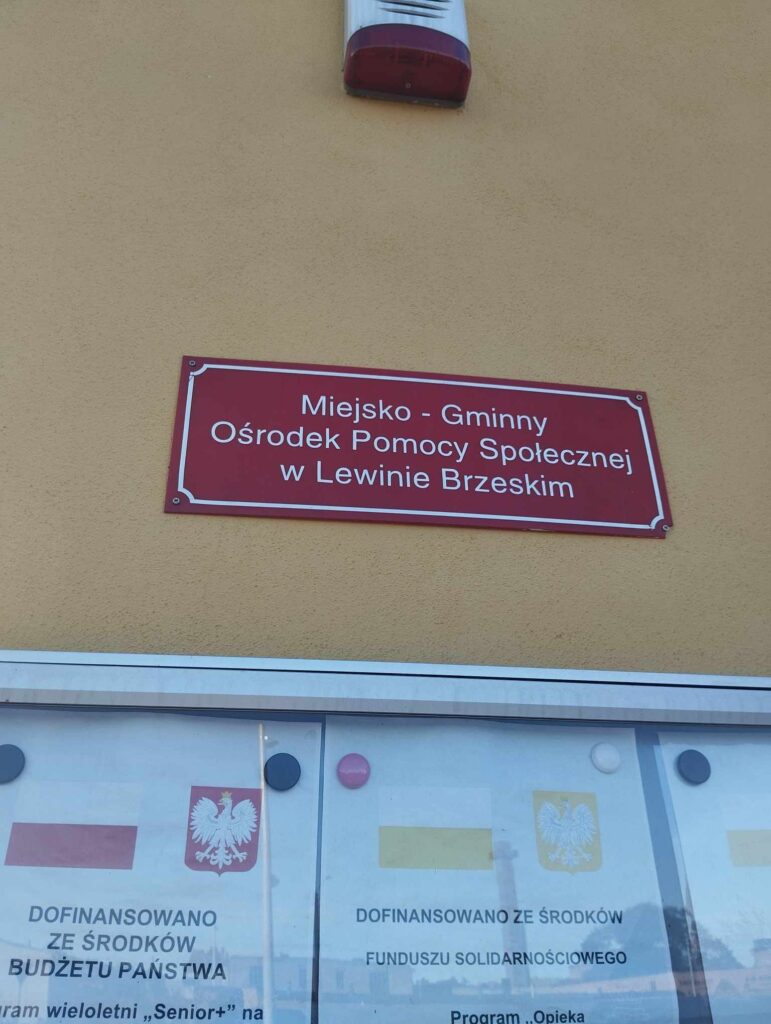 Miejsko - Gminny
Ośrodek Pomocy Społecznej
w Lewinie Brzeskim
DOFINANSOWANO
ZE ŚRODKÓW
BUDŻETU PAŃSTWA
wieloletni „Senior+” na
DOFINANSOWANO ZE ŚRODKÓW
FUNDUSZU SOLIDARNOŚCIOWEGO
Program „Opieka